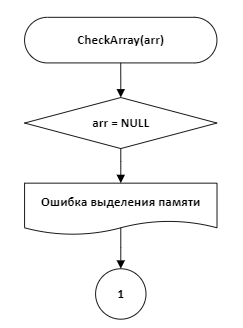 CheckArray(arr)
arr = NULL
Ошибка выделения памяти
1